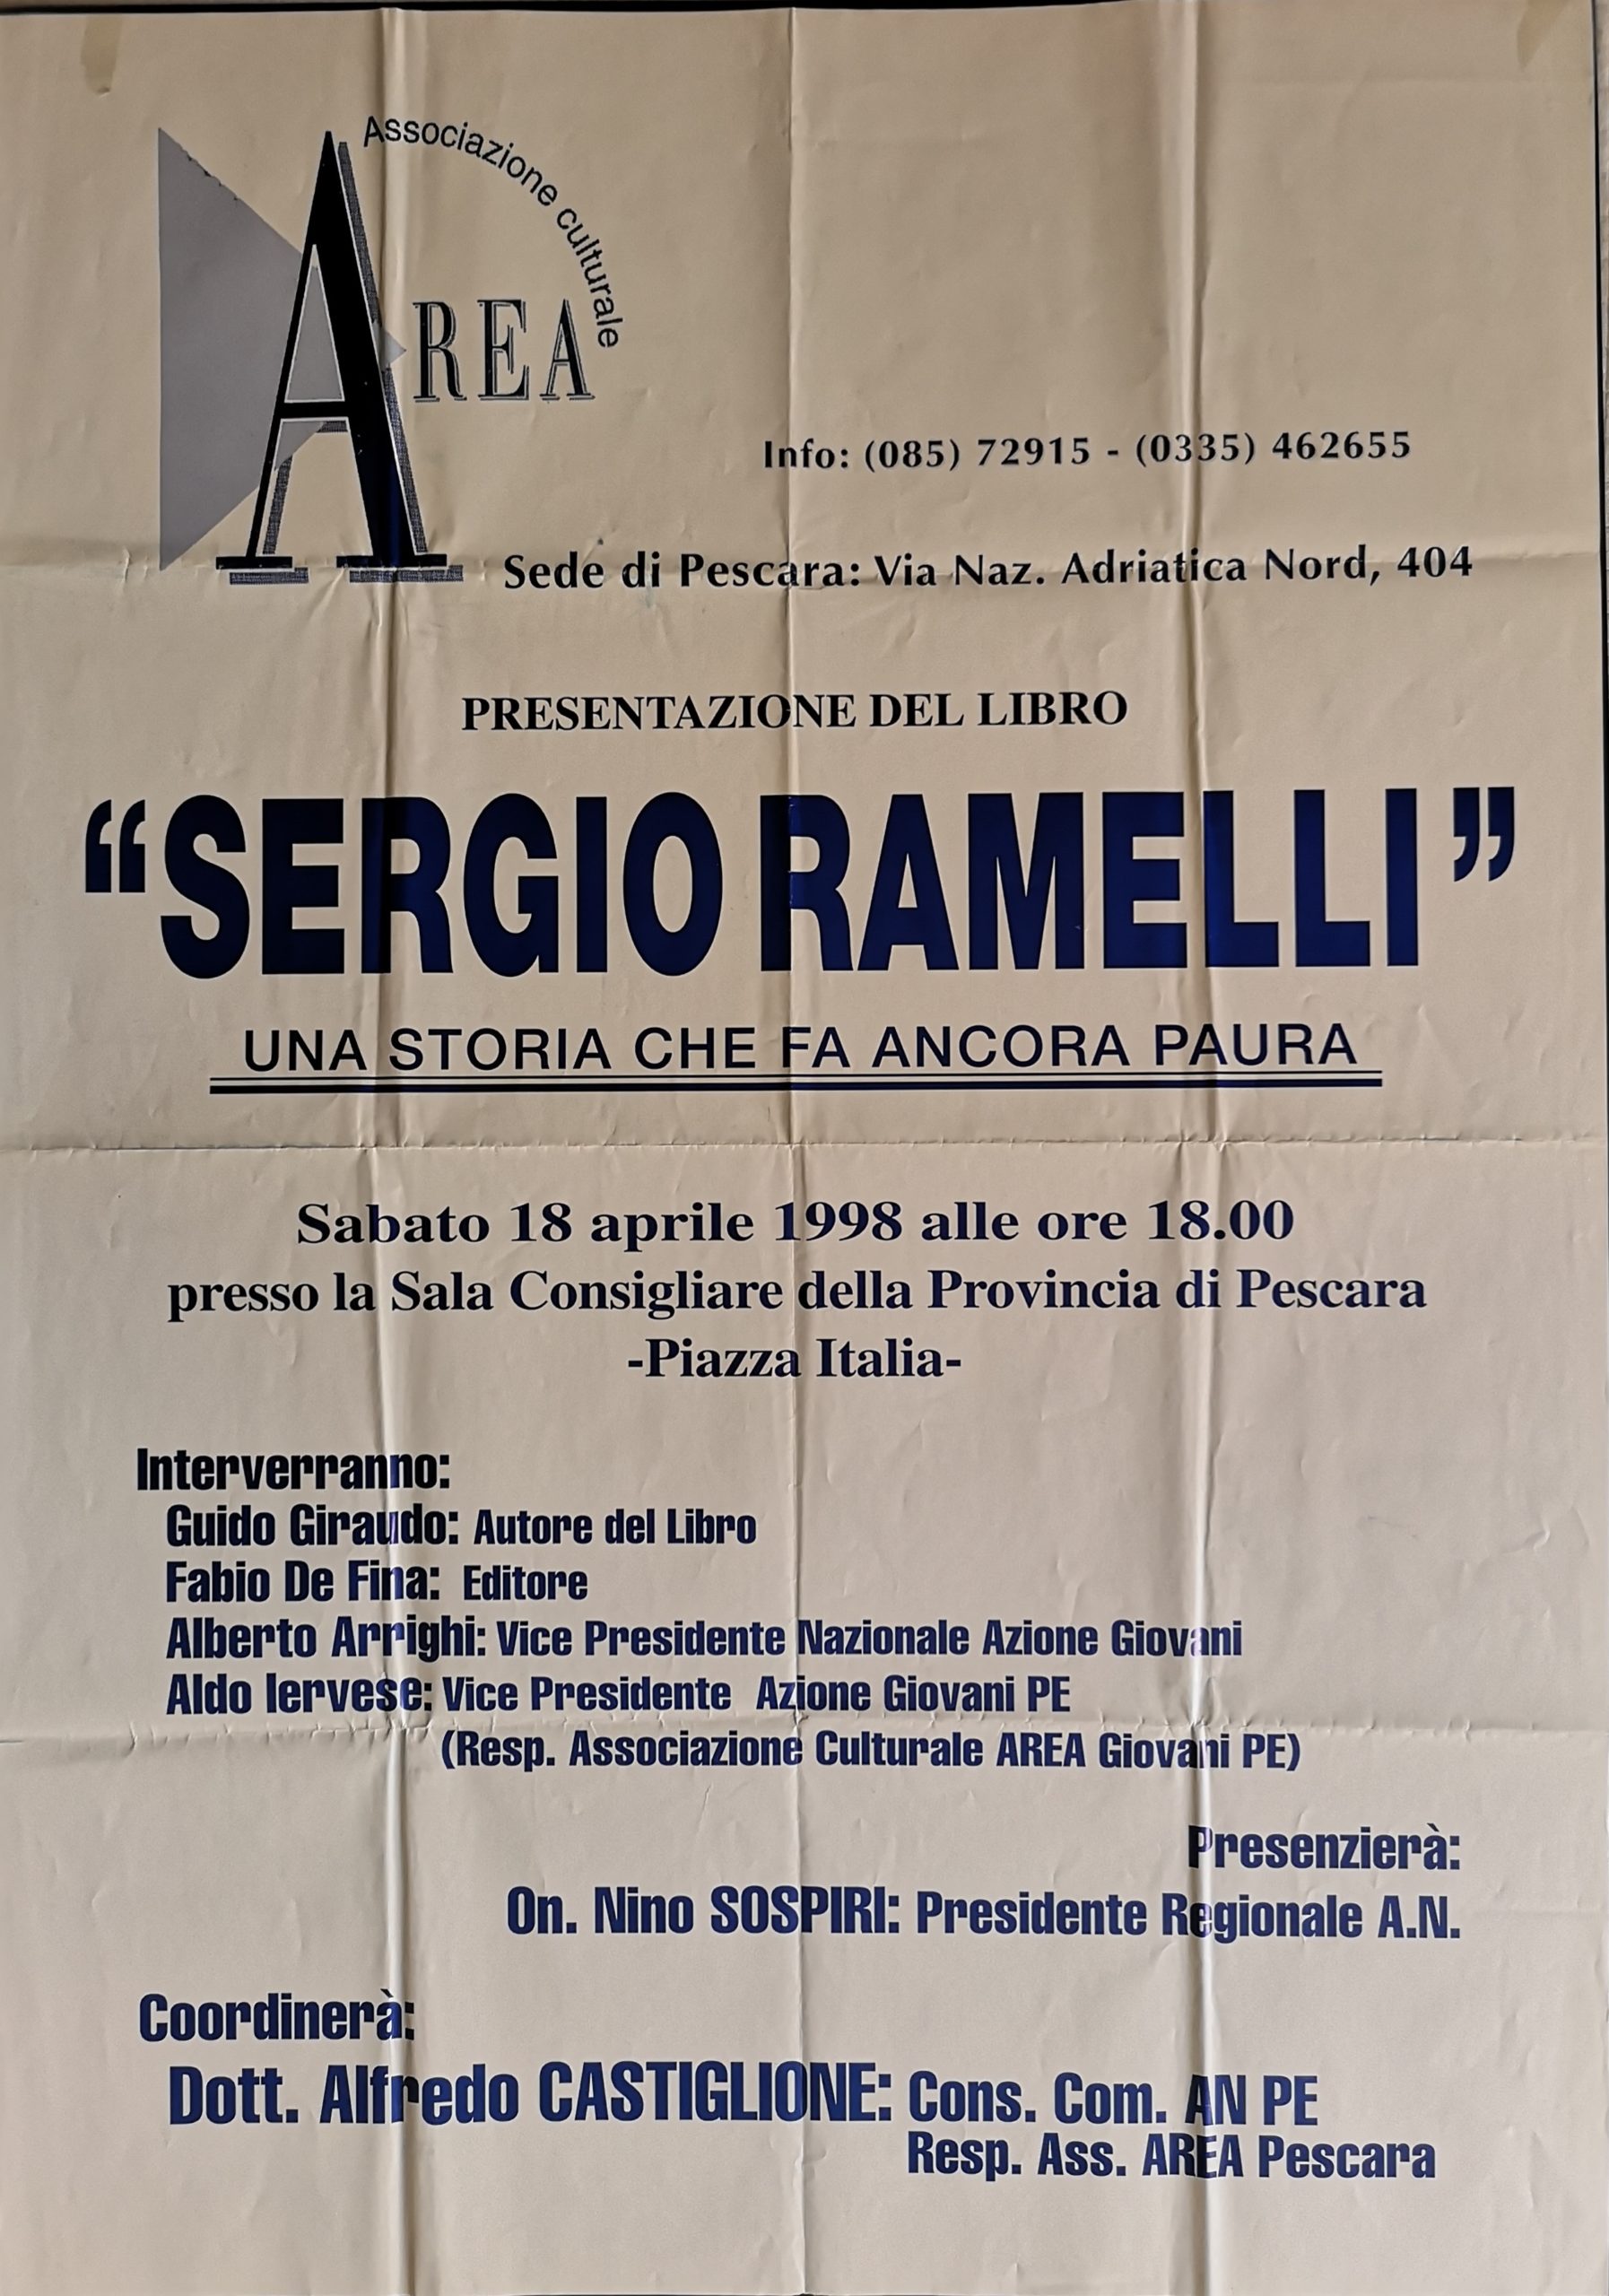 Associazione culturale
AREA
Info: (085) 72915 - (0335) 462655
Sede di Pescara: Via Naz. Adriatica Nord, 404
PRESENTAZIONE DEL LIBRO
“SERGIO RAMELLI”
UNA STORIA CHE FA ANCORA PAURA
Sabato 18 aprile 1998 alle ore 18.00
presso la Sala Consigliare della Provincia di Pescara
-Piazza Italia-
Interverranno:
Guido Giraudo: Autore del Libro
Fabio De Fina: Editore
Alberto Arrighi: Vice Presidente Nazionale Azione Giovani
Aldo Iervese: Vice Presidente Azione Giovani PE
(Resp. Associazione Culturale AREA Giovani PE)
Presenzierà:
On. Nino SOSPIRI: Presidente Regionale A.N.
Coordinerà:
Dott. Alfredo CASTIGLIONE: Cons. Com. AN PE
Resp. Ass. AREA Pescara